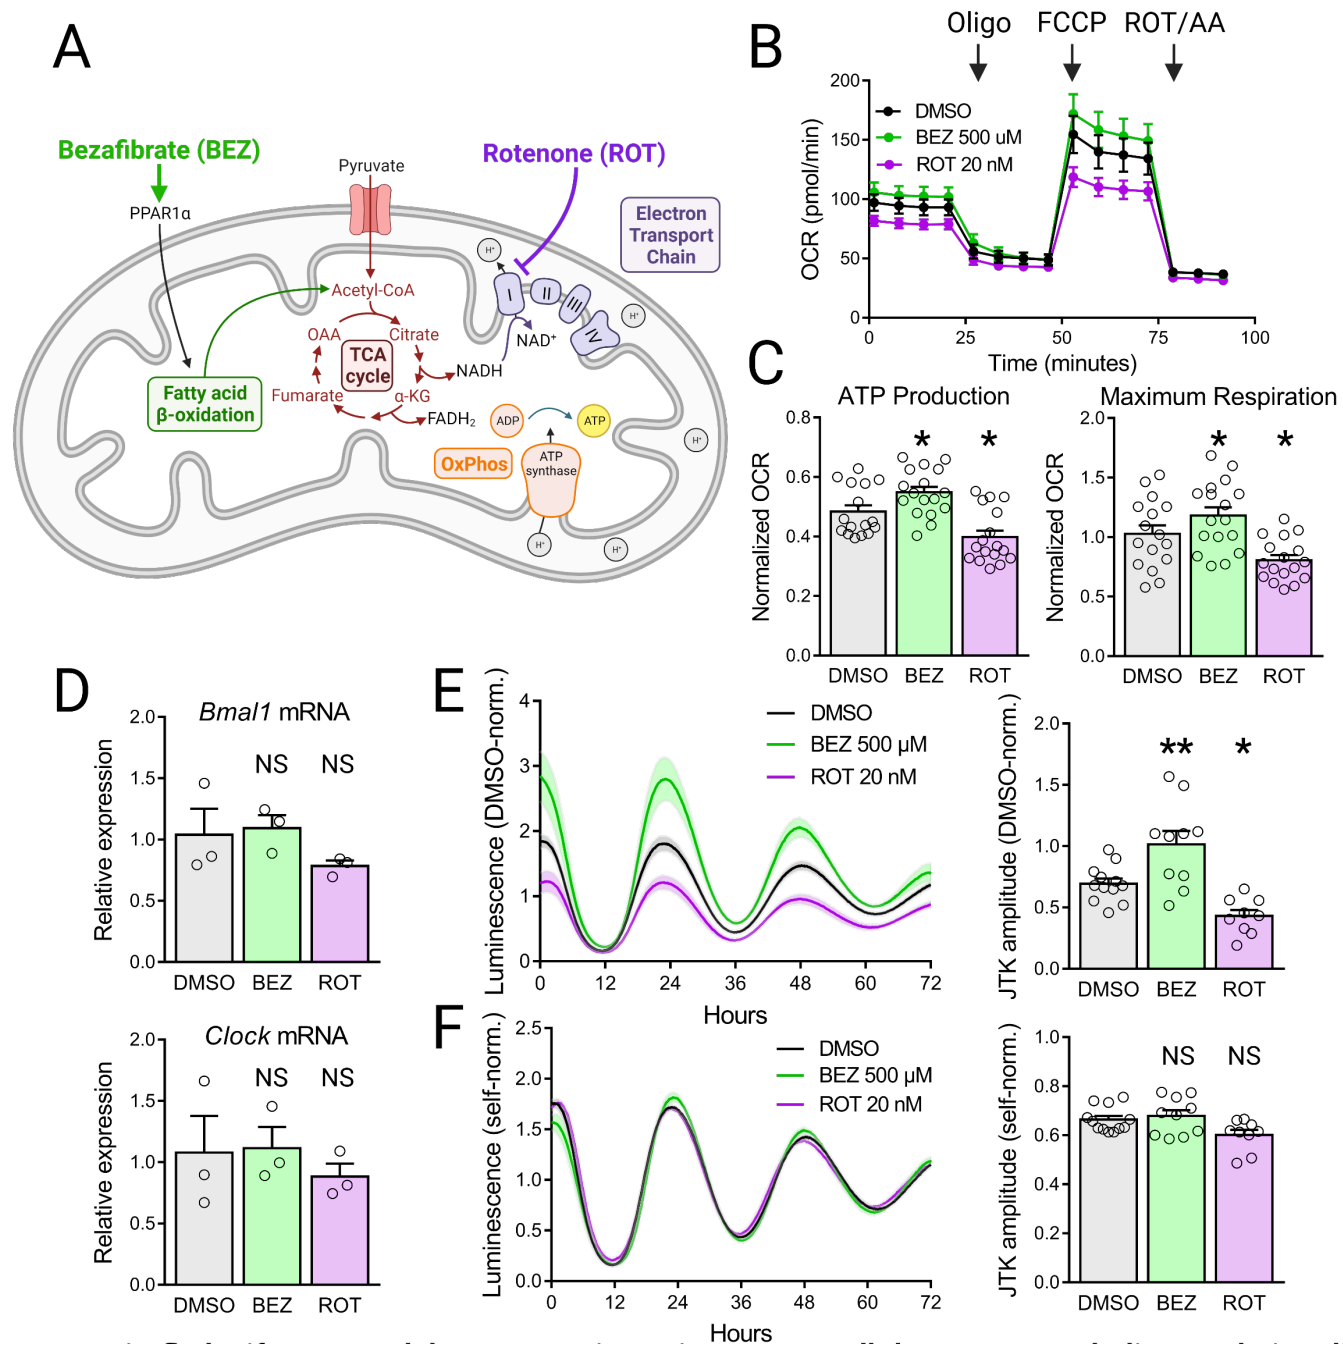 A
Bezafibrate (BEZ)
PPAR1α
Pyruvate
Rotenone (ROT)
Electron
Transport
Chain
H⁺
I
II
III
IV
H⁺
NAD⁺
Acetyl-CoA
OAA
Citrate
TCA
cycle
NADH
Fumarate
α-KG
FADH₂
Fatty acid
β-oxidation
ADP
ATP
OxPhos
ATP
synthase
H⁺
H⁺
H⁺
B
Oligo
FCCP
ROT/AA
OCR (pmol/min)
200
150
100
50
0
DMSO
BEZ 500 uM
ROT 20 nM
0
25
50
75
100
Time (minutes)
C
ATP Production
Normalized OCR
0.8
0.6
0.4
0.2
0.0
*
*
DMSO
BEZ
ROT
Maximum Respiration
Normalized OCR
2.0
1.5
1.0
0.5
0.0
*
*
DMSO
BEZ
ROT
D
Bmal1 mRNA
Relative expression
2.0
1.5
1.0
0.5
0.0
NS
NS
DMSO
BEZ
ROT
Clock mRNA
Relative expression
2.0
1.5
1.0
0.5
0.0
NS
NS
DMSO
BEZ
ROT
E
Luminescence (DMSO-norm.)
4
3
2
1
0
DMSO
BEZ 500 µM
ROT 20 nM
0
12
24
36
48
60
72
Hours
JTK amplitude (DMSO-norm.)
2.0
1.5
1.0
0.5
0.0
**
*
DMSO
BEZ
ROT
F
Luminescence (self-norm.)
2.5
2.0
1.5
1.0
0.5
0.0
DMSO
BEZ 500 µM
ROT 20 nM
0
12
24
36
48
60
72
Hours
JTK amplitude (self-norm.)
1.0
0.8
0.6
0.4
0.2
0.0
NS
NS
DMSO
BEZ
ROT